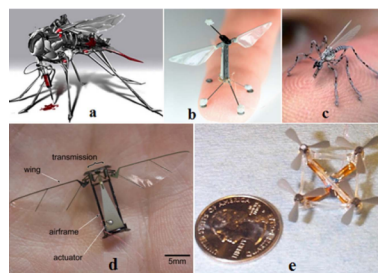 a
b
c
transmission
wing
airframe
actuator
d
5mm
e